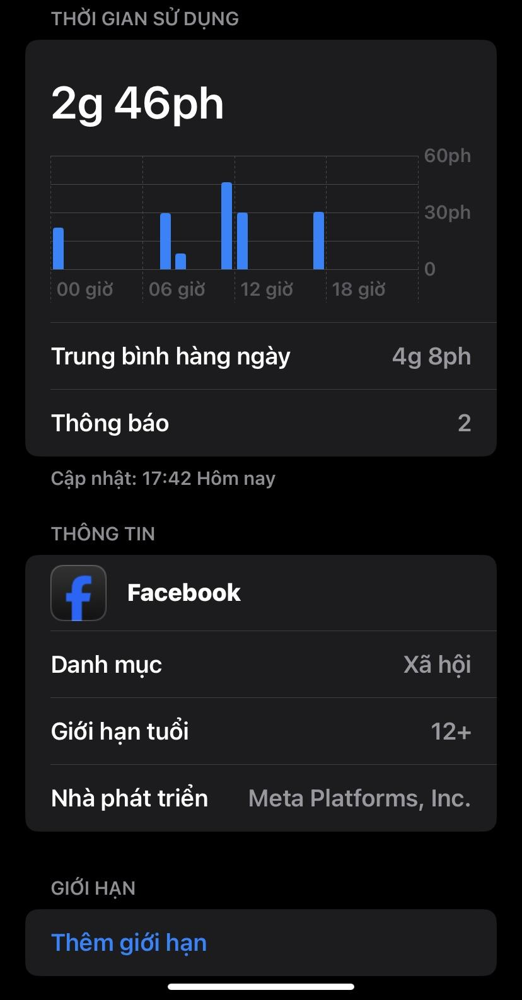 THỜI GIAN SỬ DỤNG
2g 46ph
60ph
30ph
0
00 giờ 06 giờ 12 giờ 18 giờ
Trung bình hàng ngày 4g 8ph
Thông báo 2
Cập nhật: 17:42 Hôm nay
THÔNG TIN
Facebook
Danh mục Xã hội
Giới hạn tuổi 12+
Nhà phát triển Meta Platforms, Inc.
GIỚI HẠN
Thêm giới hạn